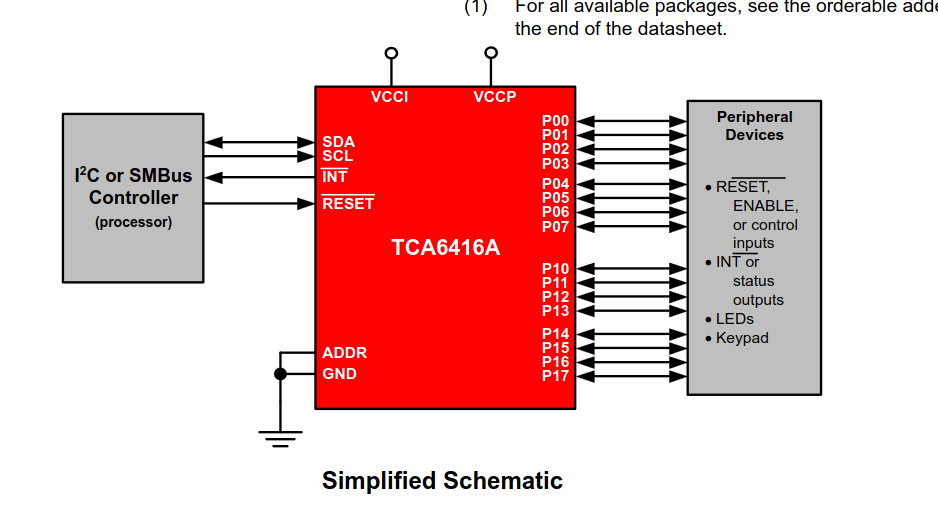 (1) For all available packages, see the orderable adde
the end of the datasheet.
VCCI VCCP
I²C or SMBus
Controller
(processor)
SDA
SCL
INT
RESET
TCA6416A
ADDR
GND
P00
P01
P02
P03
P04
P05
P06
P07
P10
P11
P12
P13
P14
P15
P16
P17
Peripheral
Devices
• RESET,
ENABLE,
or control
inputs
• INT or
status
outputs
• LEDs
• Keypad
Simplified Schematic